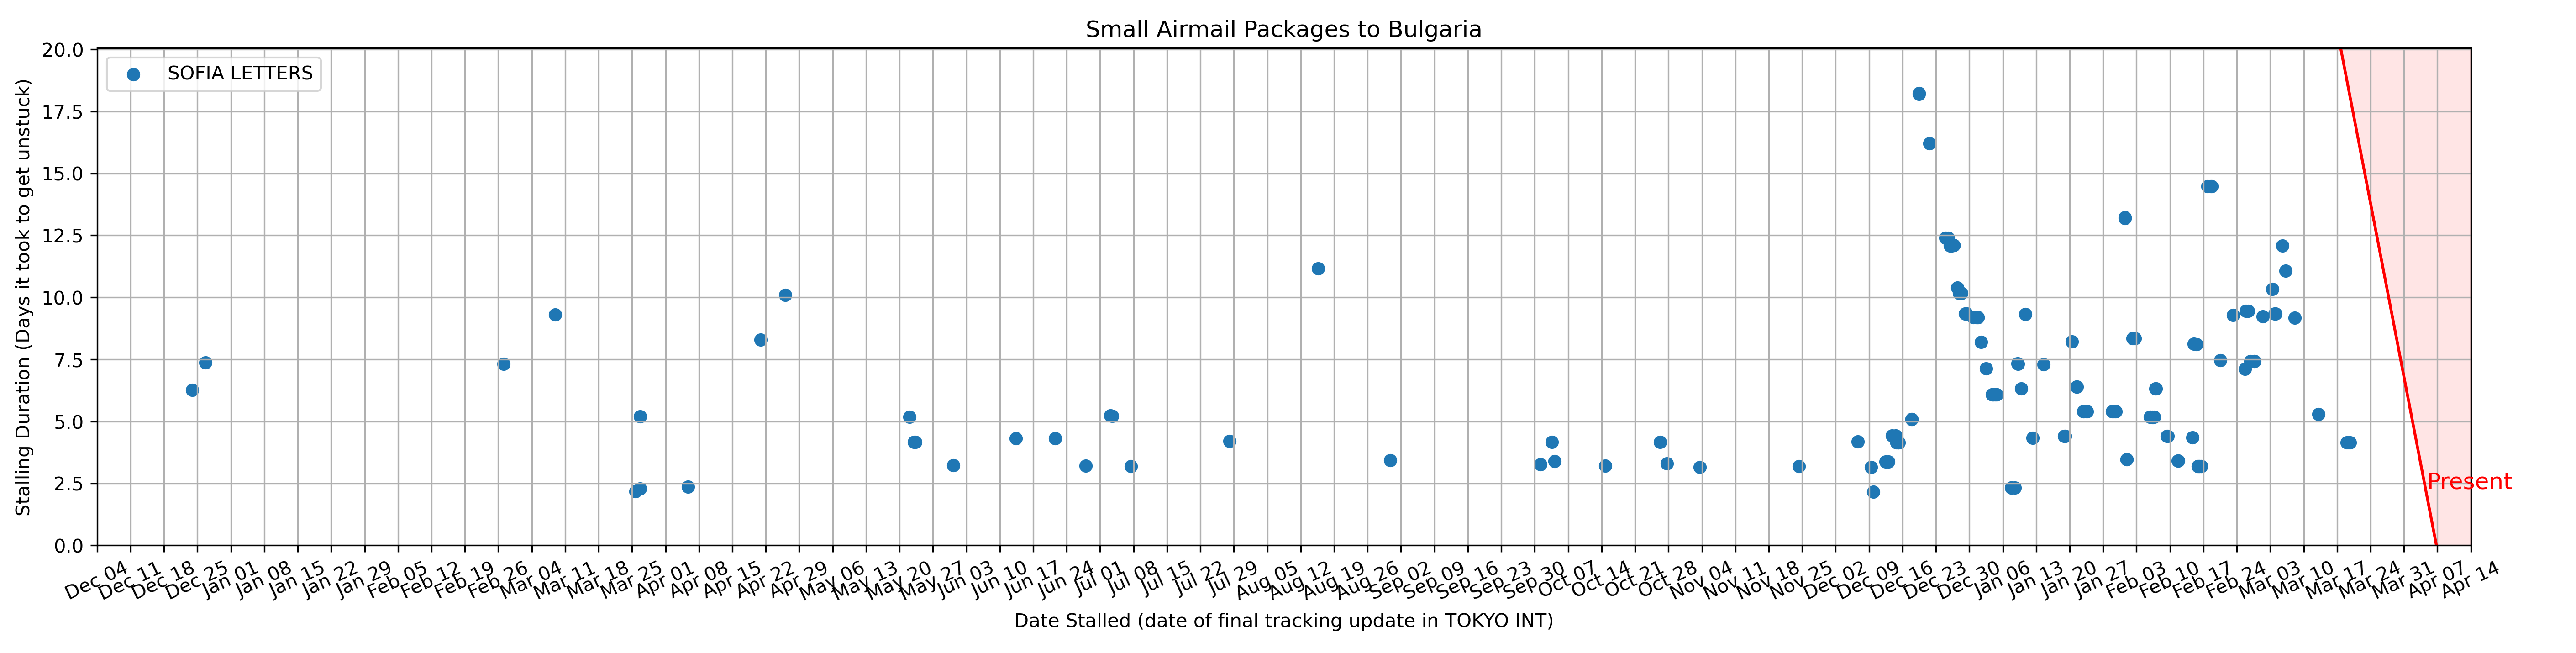 Small Airmail Packages to Bulgaria
SOFIA LETTERS
Stalling Duration (Days it took to get unstuck)
20.0
17.5
15.0
12.5
10.0
7.5
5.0
2.5
0.0
Present
Dec 04 Dec 11 Dec 18 Dec 25 Jan 01 Jan 08 Jan 15 Jan 22 Jan 29 Feb 05 Feb 12 Feb 19 Feb 26 Mar 04 Mar 11 Mar 18 Mar 25 Apr 01 Apr 08 Apr 15 Apr 22 Apr 29 May 06 May 13 May 20 May 27 Jun 03 Jun 10 Jun 17 Jun 24 Jul 01 Jul 08 Jul 15 Jul 22 Jul 29 Aug 05 Aug 12 Aug 19 Aug 26 Sep 02 Sep 09 Sep 16 Sep 23 Sep 30 Oct 07 Oct 14 Oct 21 Oct 28 Nov 04 Nov 11 Nov 18 Nov 25 Dec 02 Dec 09 Dec 16 Dec 23 Dec 30 Jan 06 Jan 13 Jan 20 Jan 27 Feb 03 Feb 10 Feb 17 Feb 24 Mar 03 Mar 10 Mar 17 Mar 24 Mar 31 Apr 07 Apr 14
Date Stalled (date of final tracking update in TOKYO INT)